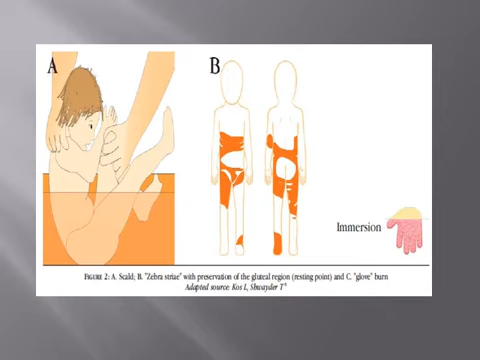 A
B
Immersion
FIGURE 2: A. Scald; B. "Zebra striae" with preservation of the gluteal region (resting point) and C. "glove" burn
Adapted source: Kos L, Shwayder T